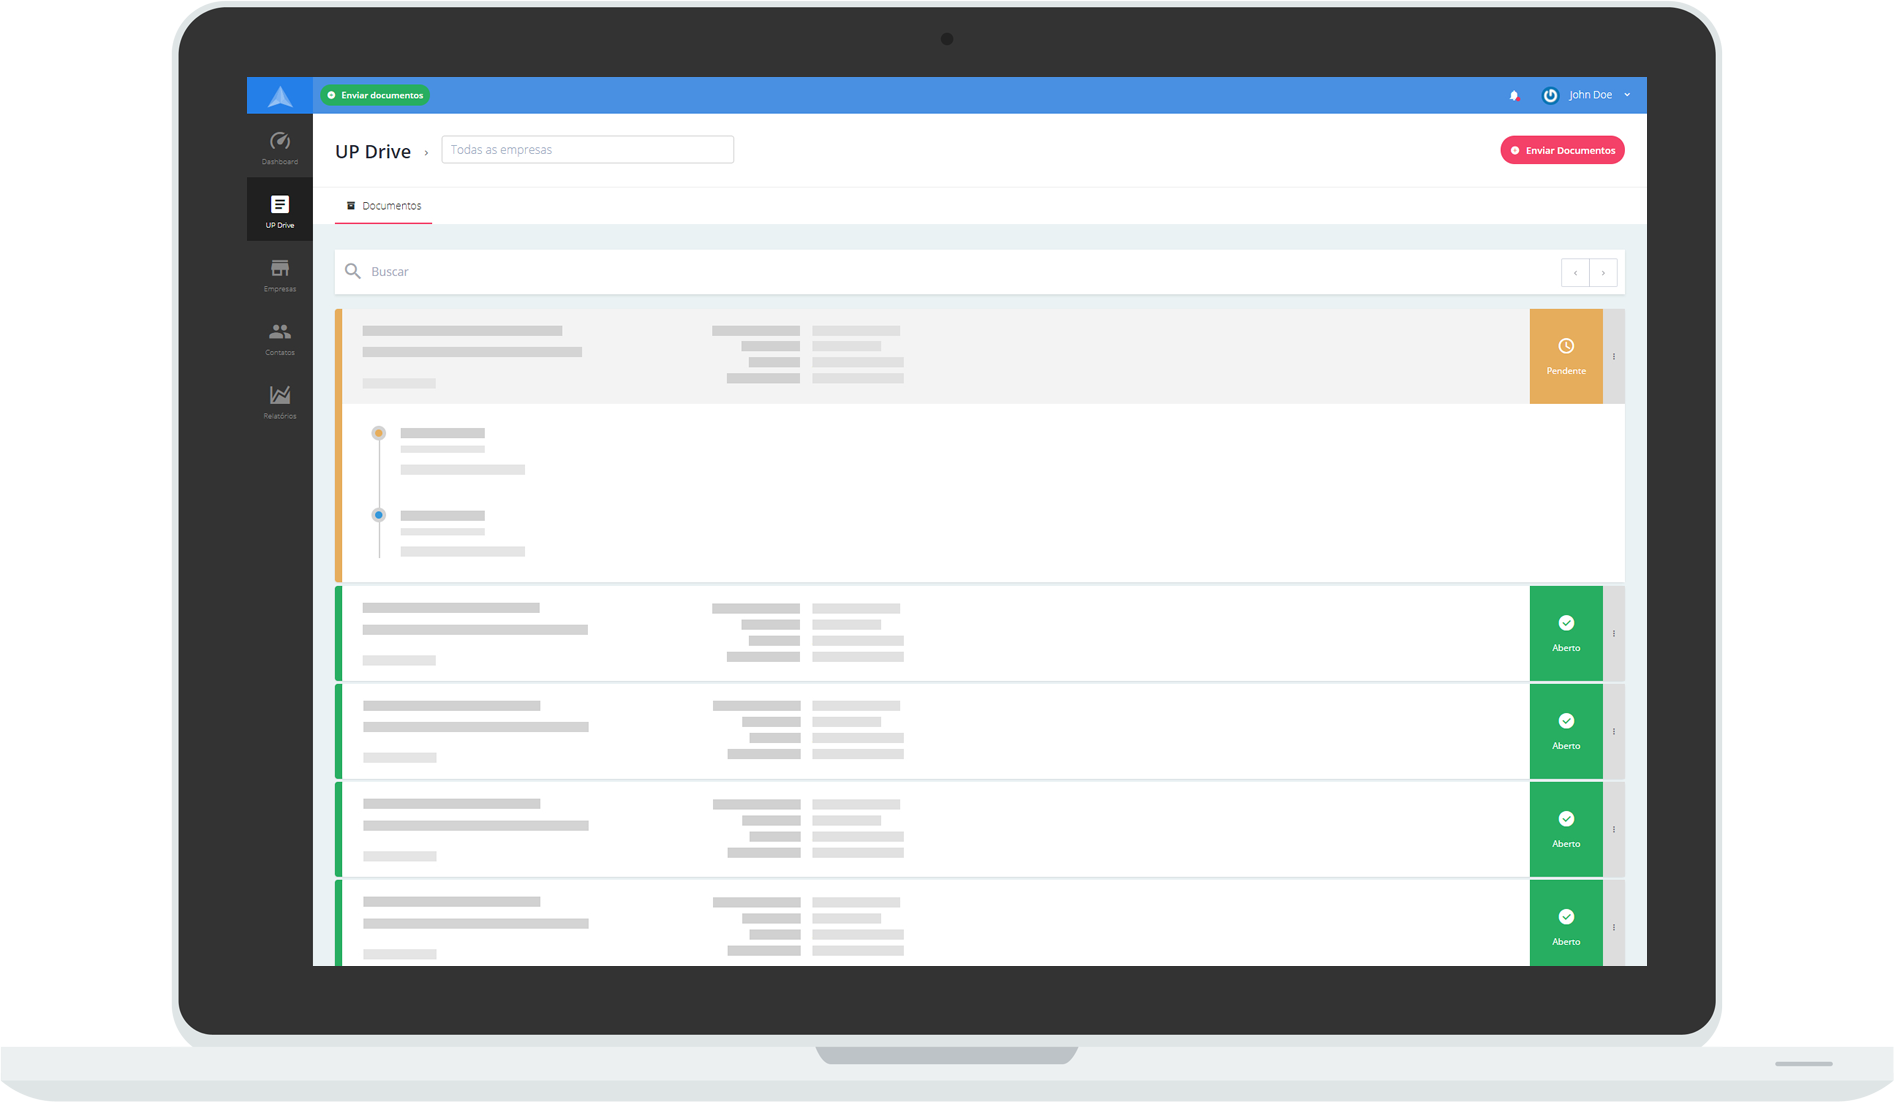 Enviar documentos
John Doe
Dashboard
UP Drive
Empresas
Contatos
Relatórios
UP Drive › Todas as empresas
Enviar Documentos
Documentos
Buscar
Pendente
Aberto
Aberto
Aberto
Aberto